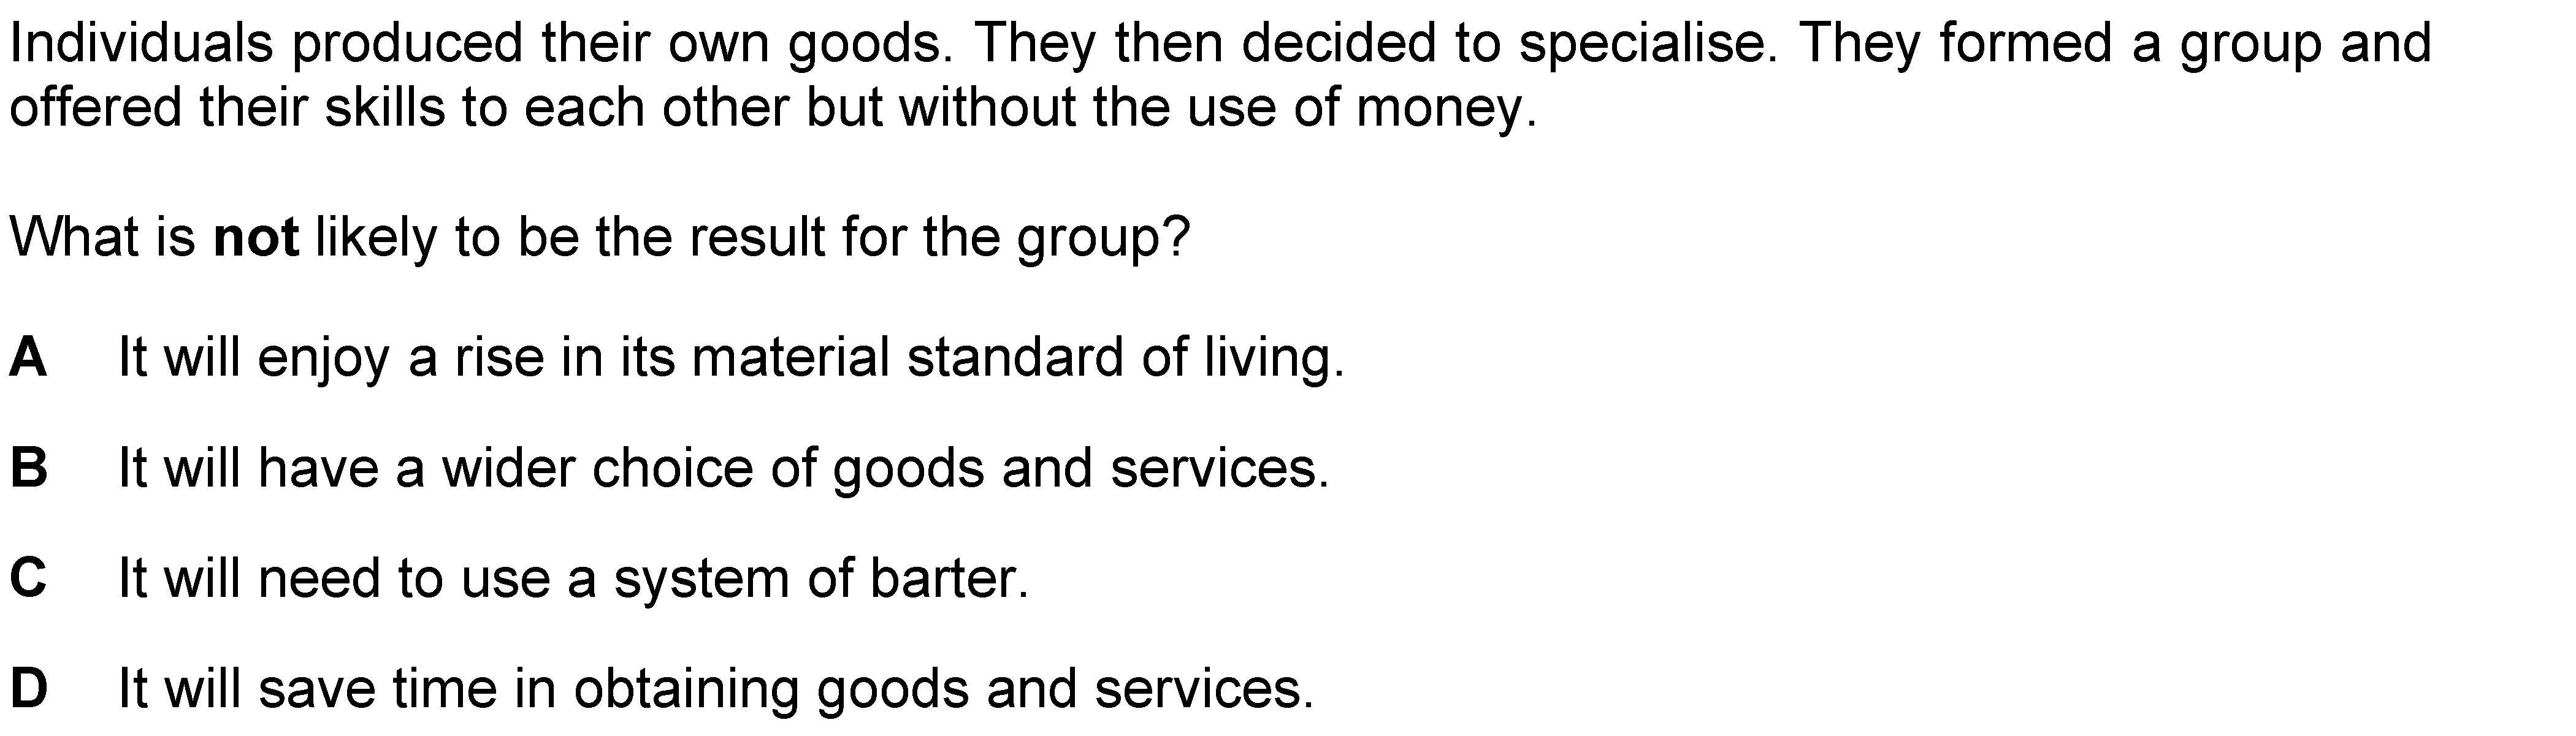 Individuals produced their own goods. They then decided to specialise. They formed a group and
offered their skills to each other but without the use of money.
What is not likely to be the result for the group?
A It will enjoy a rise in its material standard of living.
B It will have a wider choice of goods and services.
C It will need to use a system of barter.
D It will save time in obtaining goods and services.